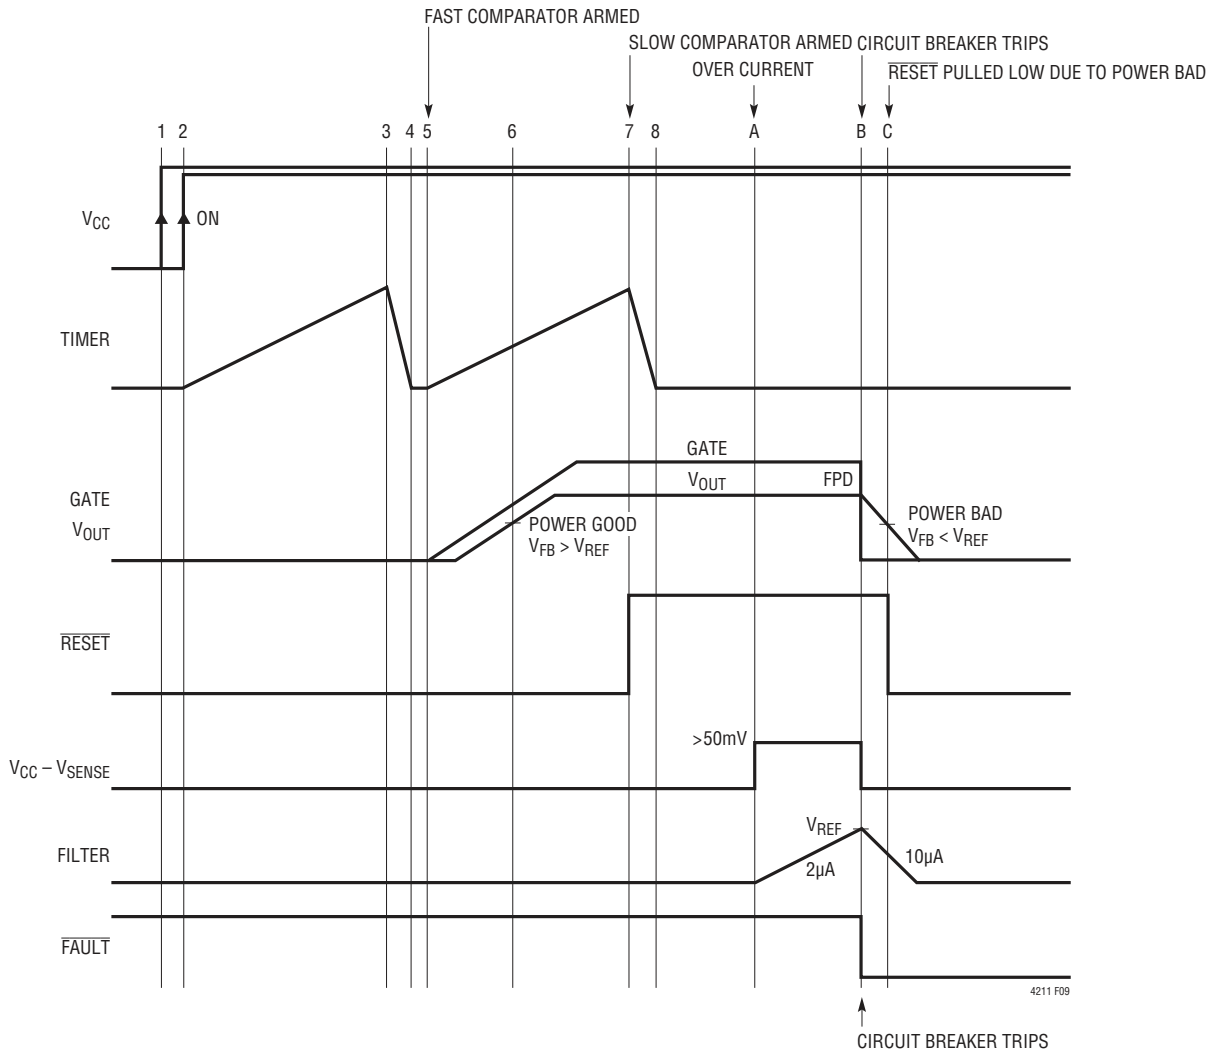 FAST COMPARATOR ARMED
SLOW COMPARATOR ARMED
CIRCUIT BREAKER TRIPS
OVER CURRENT
RESET PULLED LOW DUE TO POWER BAD
1 2 3 4 5 6 7 8 A B C
VCC
ON
TIMER
GATE
VOUT
FPD
GATE
VOUT
POWER GOOD
VFB > VREF
POWER BAD
VFB < VREF
RESET
>50mV
VCC – VSENSE
VREF
FILTER
2µA
10µA
FAULT
4211 F09
CIRCUIT BREAKER TRIPS